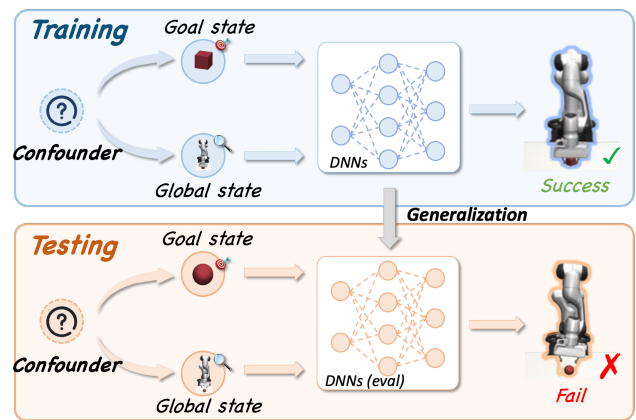 Training
Goal state
?
Confounder
Global state
DNNs
Success
Generalization
Testing
Goal state
?
Confounder
Global state
DNNs (eval)
Fail